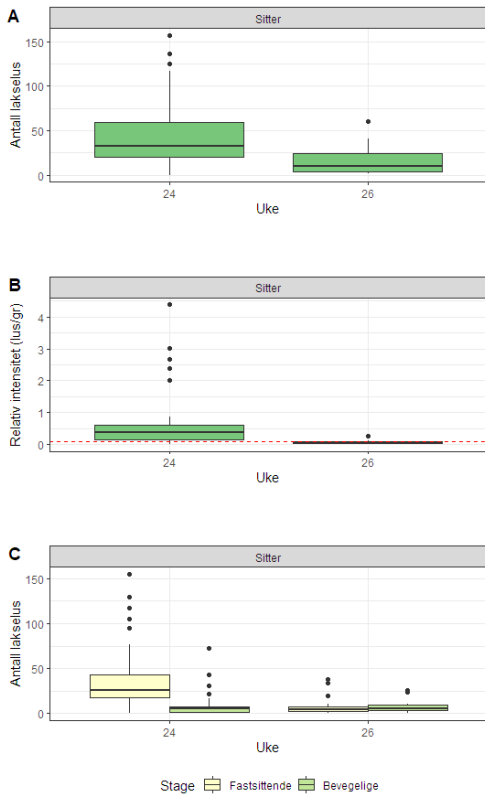 A
Sitter
Antall lakselus
150
100
50
0
24
26
Uke
B
Sitter
Relativ intensitet (lus/gr)
4
3
2
1
0
24
26
Uke
C
Sitter
Antall lakselus
150
100
50
0
24
26
Uke
Stage Fastsittende Bevegelige